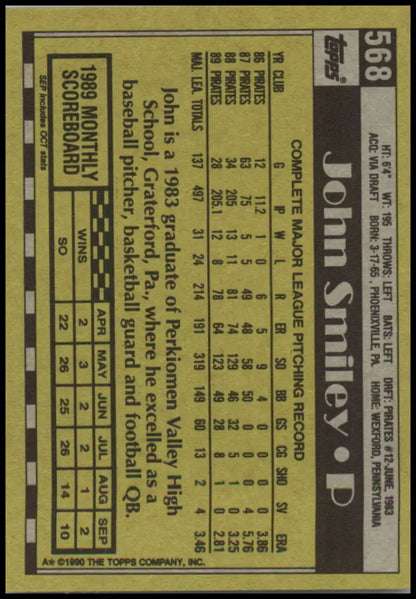 568
Topps
John Smiley • P
HT: 6'4" WT: 195 THROWS: LEFT BATS: LEFT DRFT: PIRATES #12-JUNE, 1983
ACQ: VIA DRAFT BORN: 3-17-65, PHOENIXVILLE, PA. HOME: WEXFORD, PENNSYLVANIA
COMPLETE MAJOR LEAGUE PITCHING RECORD
YR CLUB G IP W L R ER SO BB GS CG SHO SV ERA
86 PIRATES 12 11.2 1 0 6 5 9 4 0 0 0 0 3.86
87 PIRATES 63 75 5 5 49 48 58 50 0 0 0 4 5.76
88 PIRATES 34 205 13 11 81 74 129 46 32 5 1 0 3.25
89 PIRATES 28 205.1 12 8 78 64 123 49 28 8 1 0 2.81
MAJ. LEA. TOTALS 137 497 31 24 214 191 319 149 60 13 2 4 3.46
John is a 1983 graduate of Perkiomen Valley High
School, Graterford, Pa., where he excelled as a
baseball pitcher, basketball guard and football QB.
1989 MONTHLY
SCOREBOARD
APR MAY JUN JUL AUG SEP
WINS 2 3 2 2 1 2
SO 22 26 25 26 14 10
SEP includes OCT stats
A* ©1990 THE TOPPS COMPANY, INC.